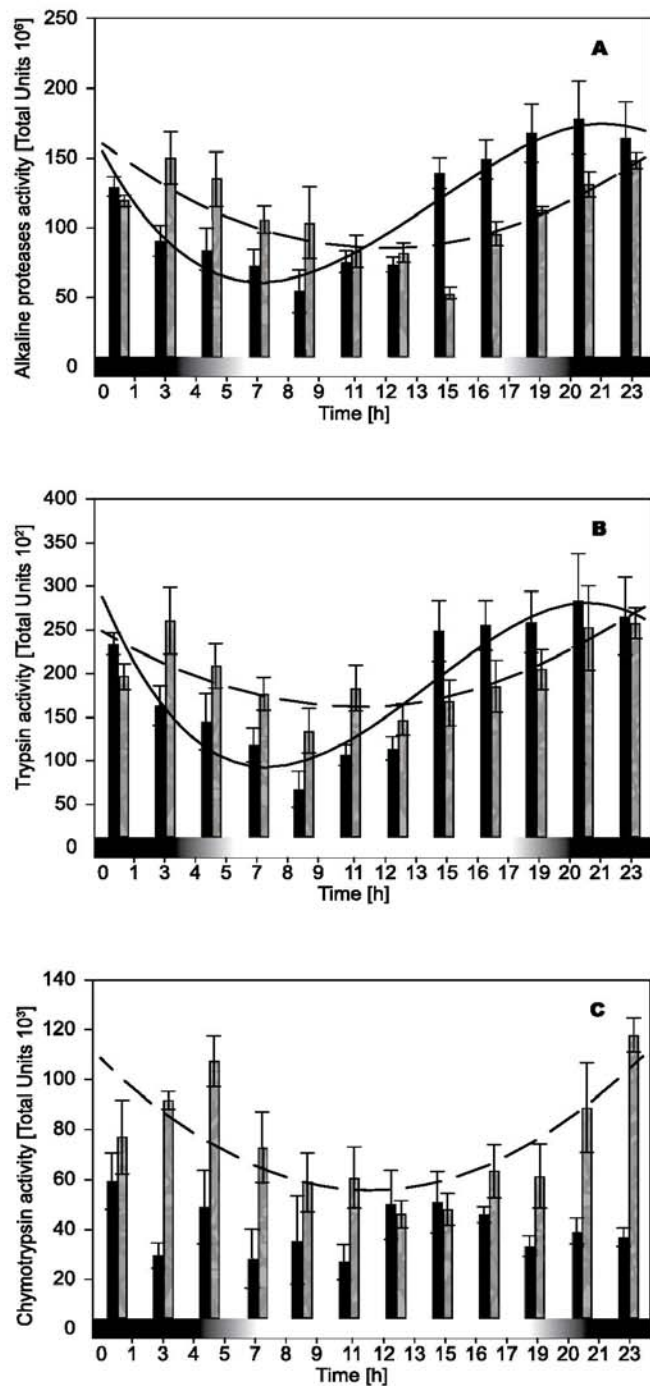 A
Alkaline proteases activity [Total Units 10⁶]
250
200
150
100
50
0
0 1 3 4 5 7 8 9 11 12 13 15 16 17 19 20 21 23
Time [h]
B
Trypsin activity [Total Units 10²]
400
350
300
250
200
150
100
50
0
0 1 3 4 5 7 8 9 11 12 13 15 16 17 19 20 21 23
Time [h]
C
Chymotrypsin activity [Total Units 10³]
140
120
100
80
60
40
20
0
0 1 3 4 5 7 8 9 11 12 13 15 16 17 19 20 21 23
Time [h]